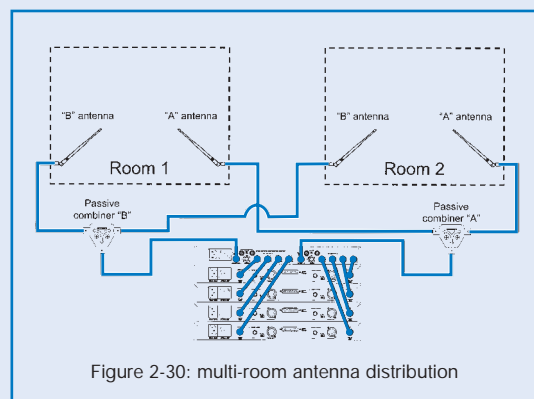 "B" antenna
"A" antenna
Room 1
"B" antenna
"A" antenna
Room 2
Passive
combiner "B"
Passive
combiner "A"
Figure 2-30: multi-room antenna distribution